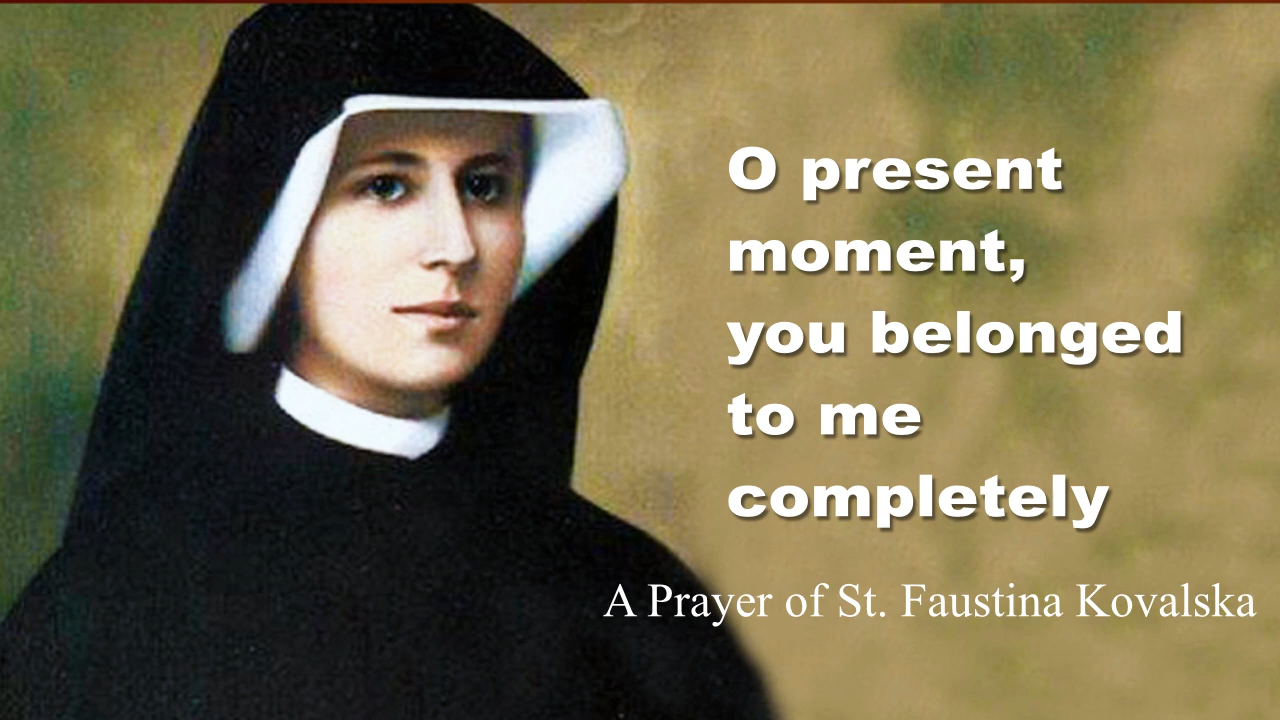 O present
moment,
you belonged
to me
completely
A Prayer of St. Faustina Kovalska